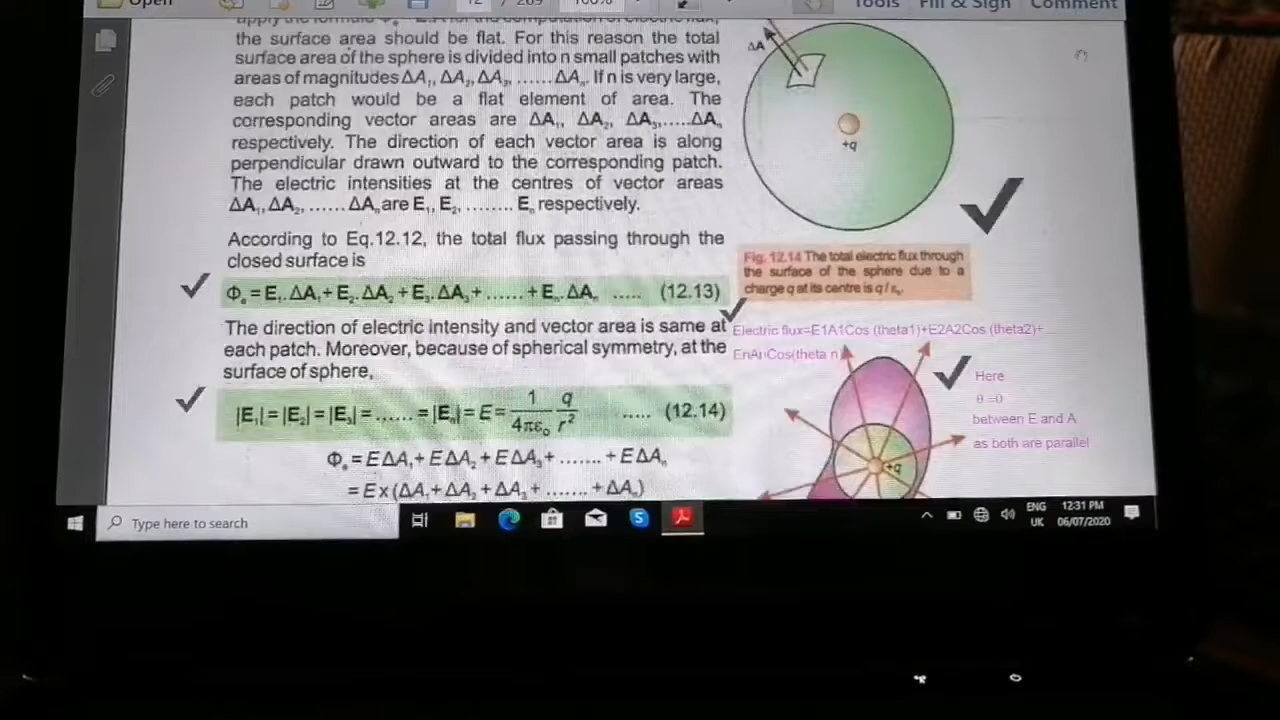 Open
12 / 269
100%
Tools Fill & Sign Comment
the surface area should be flat. For this reason the total
surface area of the sphere is divided into n small patches with
areas of magnitudes ΔA₁, ΔA₂, ΔA₃, ...... ΔAₙ. If n is very large,
each patch would be a flat element of area. The
corresponding vector areas are ΔA₁, ΔA₂, ΔA₃,.....ΔAₙ
respectively. The direction of each vector area is along
perpendicular drawn outward to the corresponding patch.
The electric intensities at the centres of vector areas
ΔA₁, ΔA₂, ...... ΔAₙ are E₁, E₂, ........ Eₙ respectively.
According to Eq.12.12, the total flux passing through the
closed surface is
Φₑ = E₁.ΔA₁ + E₂.ΔA₂ + E₃.ΔA₃ + ...... + Eₙ.ΔAₙ ..... (12.13)
The direction of electric intensity and vector area is same at
each patch. Moreover, because of spherical symmetry, at the
surface of sphere,
|E₁| = |E₂| = |E₃| = ...... = |Eₙ| = E = 1/4πε₀ q/r² ..... (12.14)
Φₑ = EΔA₁ + EΔA₂ + EΔA₃ + ....... + EΔAₙ
= E x (ΔA₁ + ΔA₂ + ΔA₃ + ....... + ΔAₙ)
ΔA
+q
Fig. 12.14 The total electric flux through
the surface of the sphere due to a
charge q at its centre is q / ε₀.
Electric flux=E1A1Cos (theta1)+E2A2Cos (theta2)+
EnAnCos(theta n
Here
θ =0
between E and A
as both are parallel
+q
Type here to search
ENG
UK
12:31 PM
06/07/2020